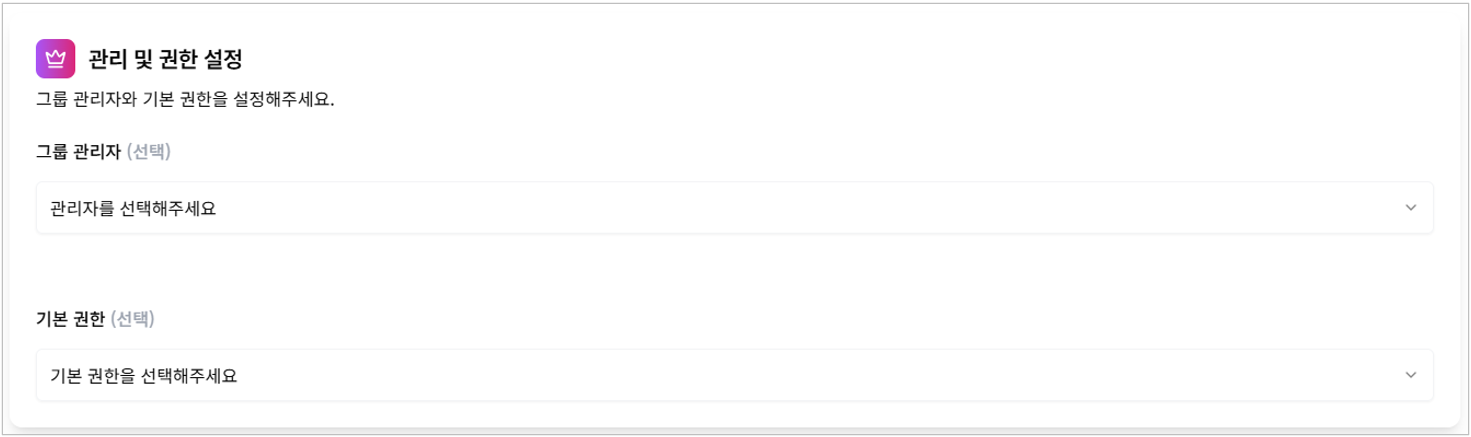 관리 및 권한 설정
그룹 관리자와 기본 권한을 설정해주세요.
그룹 관리자 (선택)
관리자를 선택해주세요
기본 권한 (선택)
기본 권한을 선택해주세요